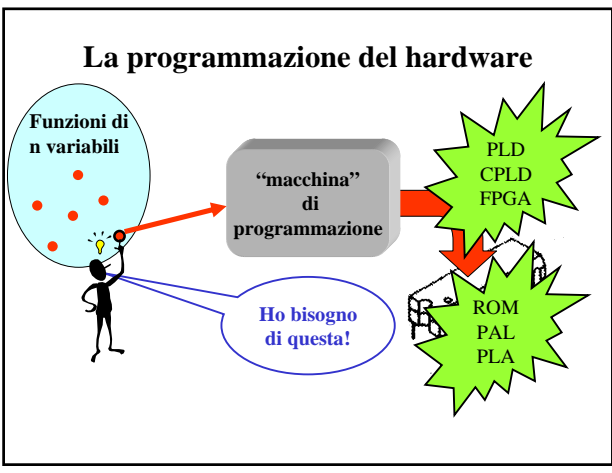 La programmazione del hardware
Funzioni di
n variabili
“macchina”
di
programmazione
PLD
CPLD
FPGA
Ho bisogno
di questa!
ROM
PAL
PLA